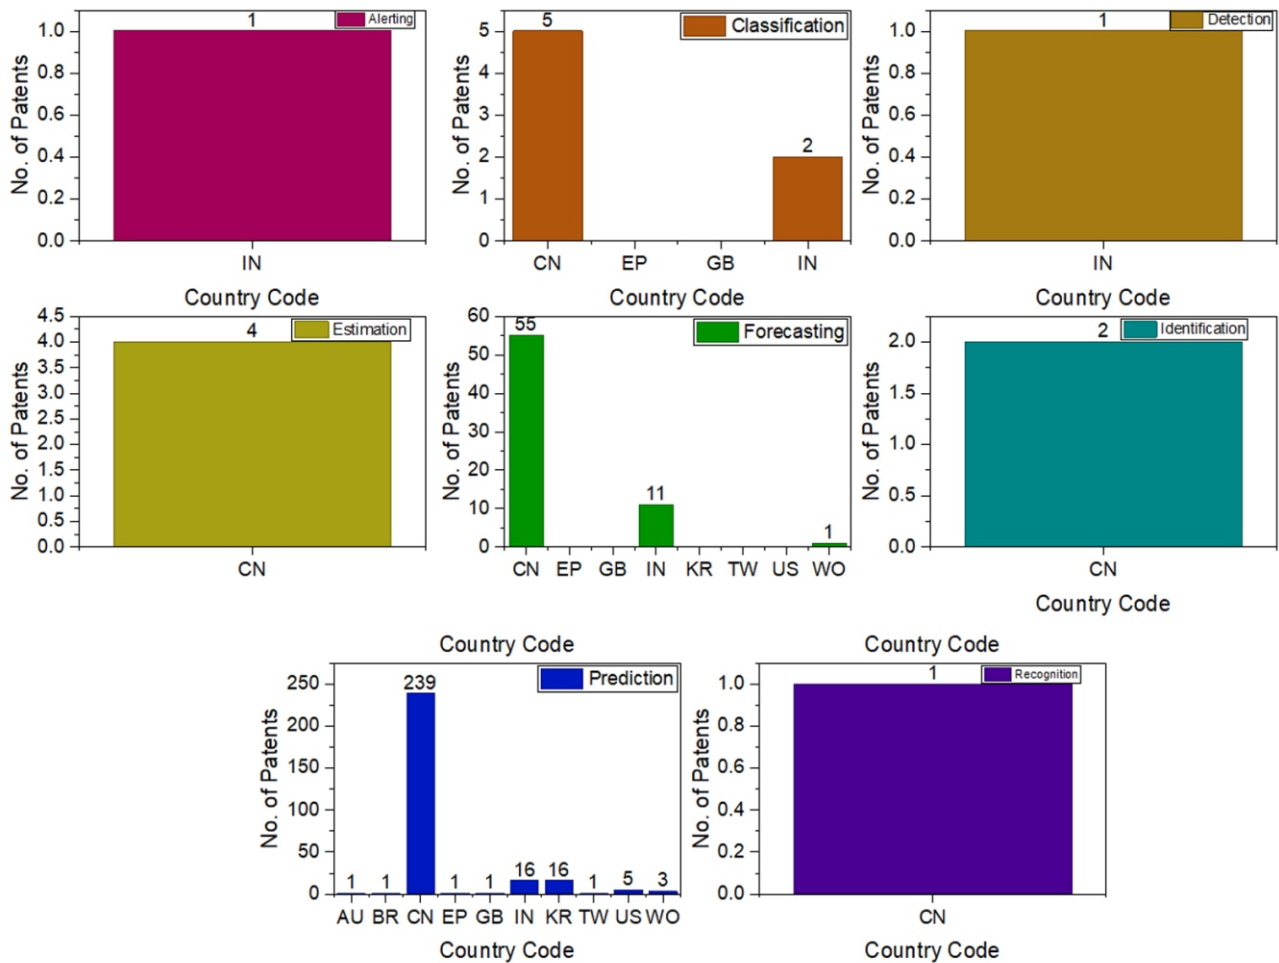 1
Alerting
No. of Patents
1.0
0.8
0.6
0.4
0.2
0.0
IN
Country Code
5
Classification
No. of Patents
5
4
3
2
1
0
2
CN EP GB IN
Country Code
1
Detection
No. of Patents
1.0
0.8
0.6
0.4
0.2
0.0
IN
Country Code
4
Estimation
No. of Patents
4.5
4.0
3.5
3.0
2.5
2.0
1.5
1.0
0.5
0.0
CN
Country Code
55
Forecasting
No. of Patents
60
50
40
30
20
10
0
11
1
CN EP GB IN KR TW US WO
Country Code
2
Identification
No. of Patents
2.0
1.5
1.0
0.5
0.0
CN
Country Code
239
Prediction
No. of Patents
250
200
150
100
50
0
1 1 1 1 16 16 1 5 3
AU BR CN EP GB IN KR TW US WO
Country Code
1
Recognition
No. of Patents
1.0
0.8
0.6
0.4
0.2
0.0
CN
Country Code